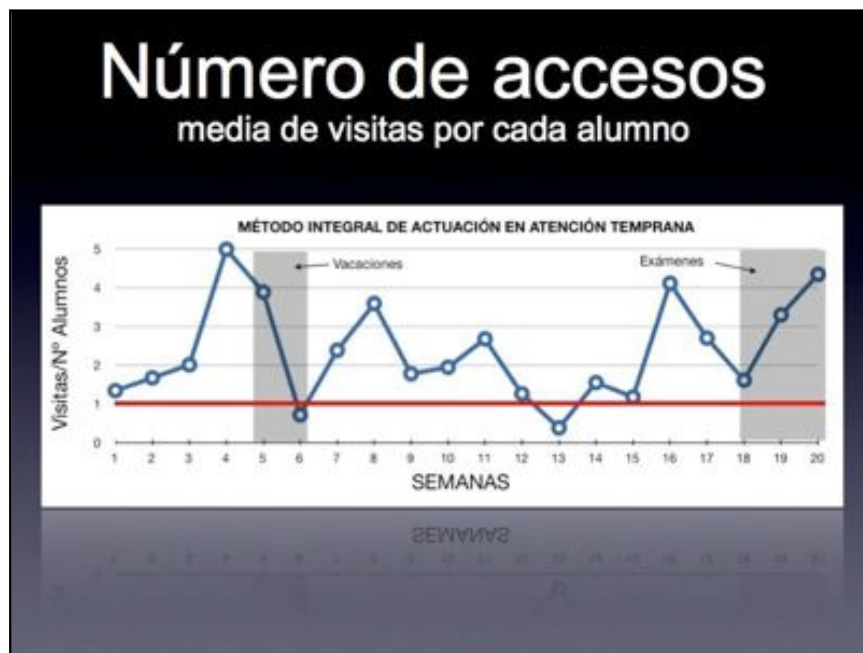 Número de accesos
media de visitas por cada alumno
MÉTODO INTEGRAL DE ACTUACIÓN EN ATENCIÓN TEMPRANA
Vacaciones
Exámenes
Visitas/Nº Alumnos
5
4
3
2
1
0
1 2 3 4 5 6 7 8 9 10 11 12 13 14 15 16 17 18 19 20
SEMANAS